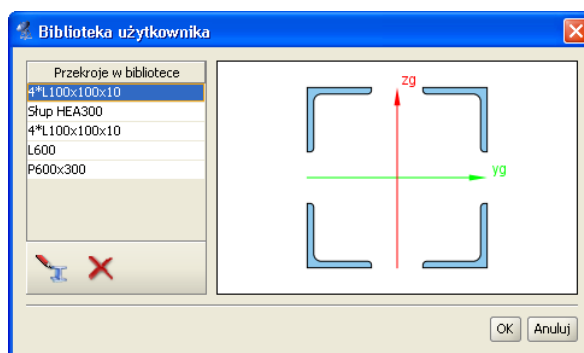 Biblioteka użytkownika
Przekroje w bibliotece
4*L100x100x10
Słup HEA300
4*L100x100x10
L600
P600x300
zg
yg
OK
Anuluj